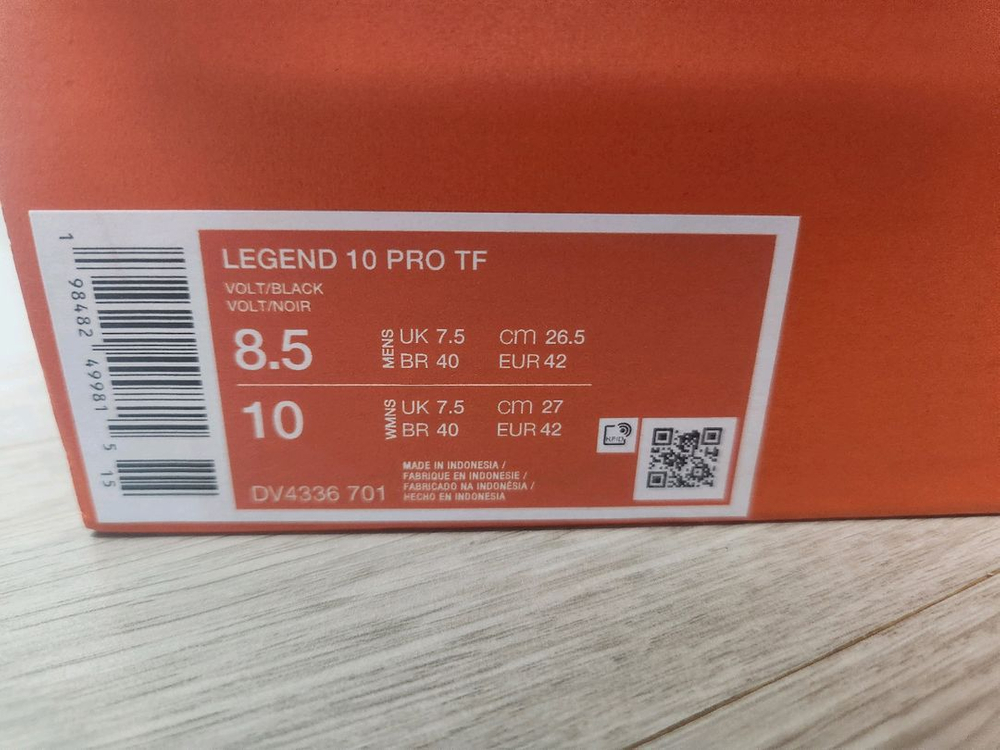 LEGEND 10 PRO TF
VOLT/BLACK
VOLT/NOIR
8.5 MENS UK 7.5 cm 26.5
BR 40 EUR 42
10 WMNS UK 7.5 cm 27
BR 40 EUR 42
MADE IN INDONESIA /
FABRIQUE EN INDONESIE /
FABRICADO NA INDONÉSIA /
HECHO EN INDONESIA
DV4336 701
1 98482 49981 5 15